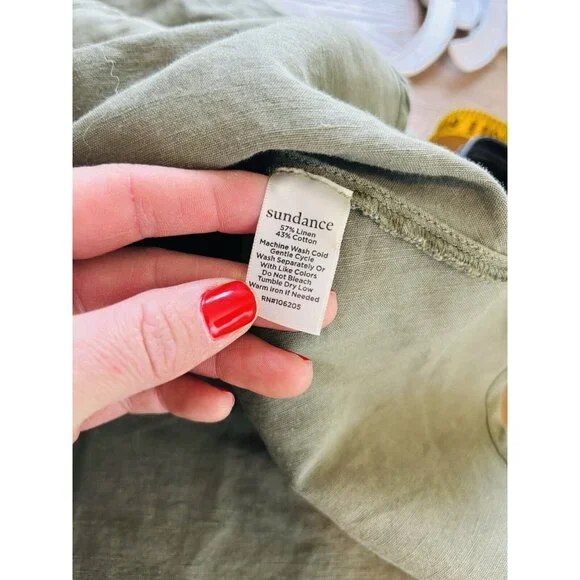 sundance
57% Linen
43% Cotton
Machine Wash Cold
Gentle Cycle
Wash Separately Or
With Like Colors
Do Not Bleach
Tumble Dry Low
Warm Iron If Needed
RN#106205